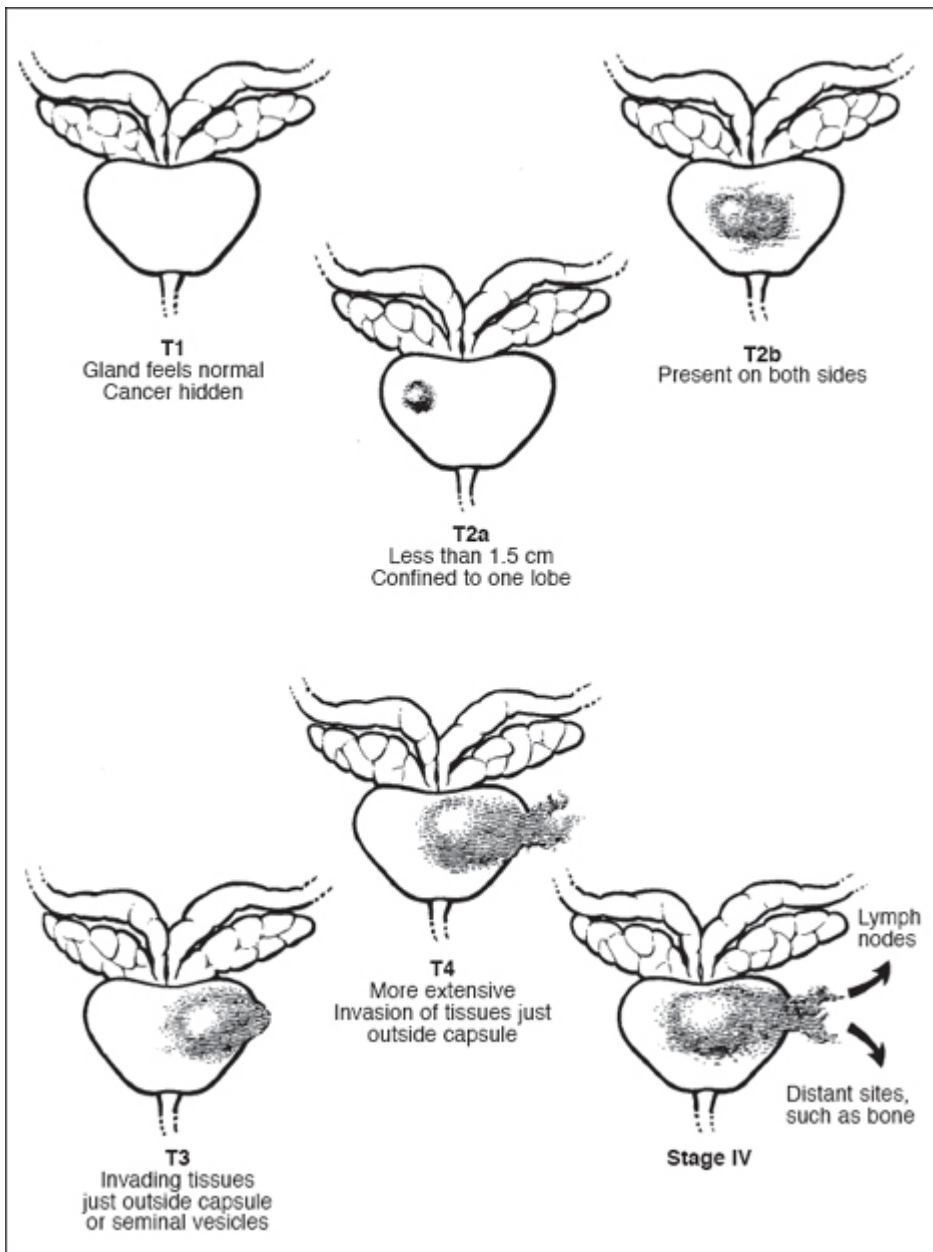 T1
Gland feels normal
Cancer hidden
T2a
Less than 1.5 cm
Confined to one lobe
T2b
Present on both sides
T3
Invading tissues
just outside capsule
or seminal vesicles
T4
More extensive
Invasion of tissues just
outside capsule
Lymph
nodes
Distant sites,
such as bone
Stage IV